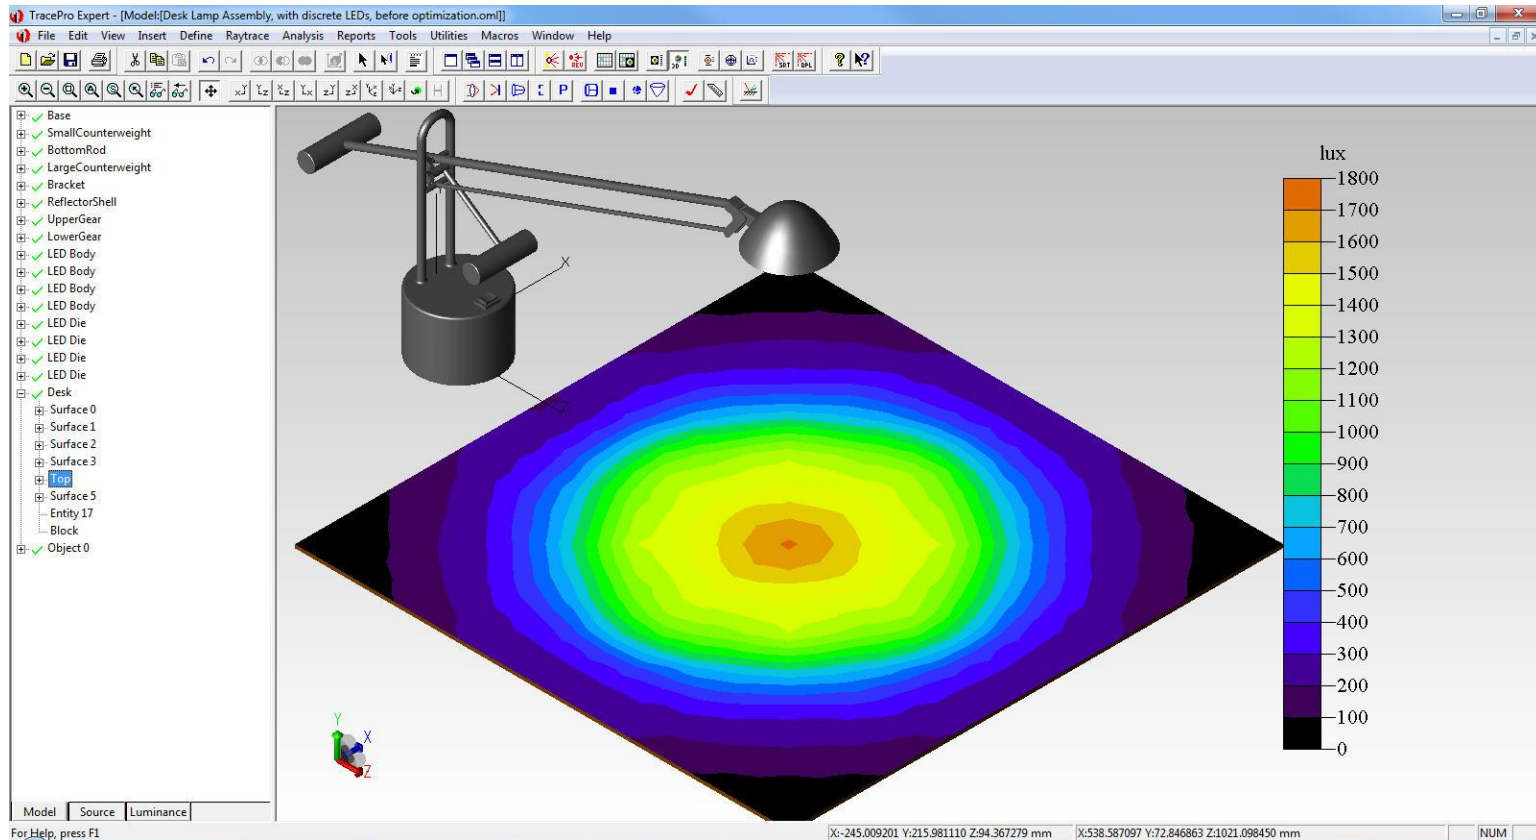 TracePro Expert - [Model:[Desk Lamp Assembly, with discrete LEDs, before optimization.oml]]
File Edit View Insert Define Raytrace Analysis Reports Tools Utilities Macros Window Help
Base
SmallCounterweight
BottomRod
LargeCounterweight
Bracket
ReflectorShell
UpperGear
LowerGear
LED Body
LED Body
LED Body
LED Body
LED Die
LED Die
LED Die
LED Die
Desk
Surface 0
Surface 1
Surface 2
Surface 3
Top
Surface 5
Entity 17
Block
Object 0
X
Z
Y
X
Z
lux
1800
1700
1600
1500
1400
1300
1200
1100
1000
900
800
700
600
500
400
300
200
100
0
Model Source Luminance
For Help, press F1 X:-245.009201 Y:215.981110 Z:94.367279 mm X:538.587097 Y:72.846863 Z:1021.098450 mm NUM